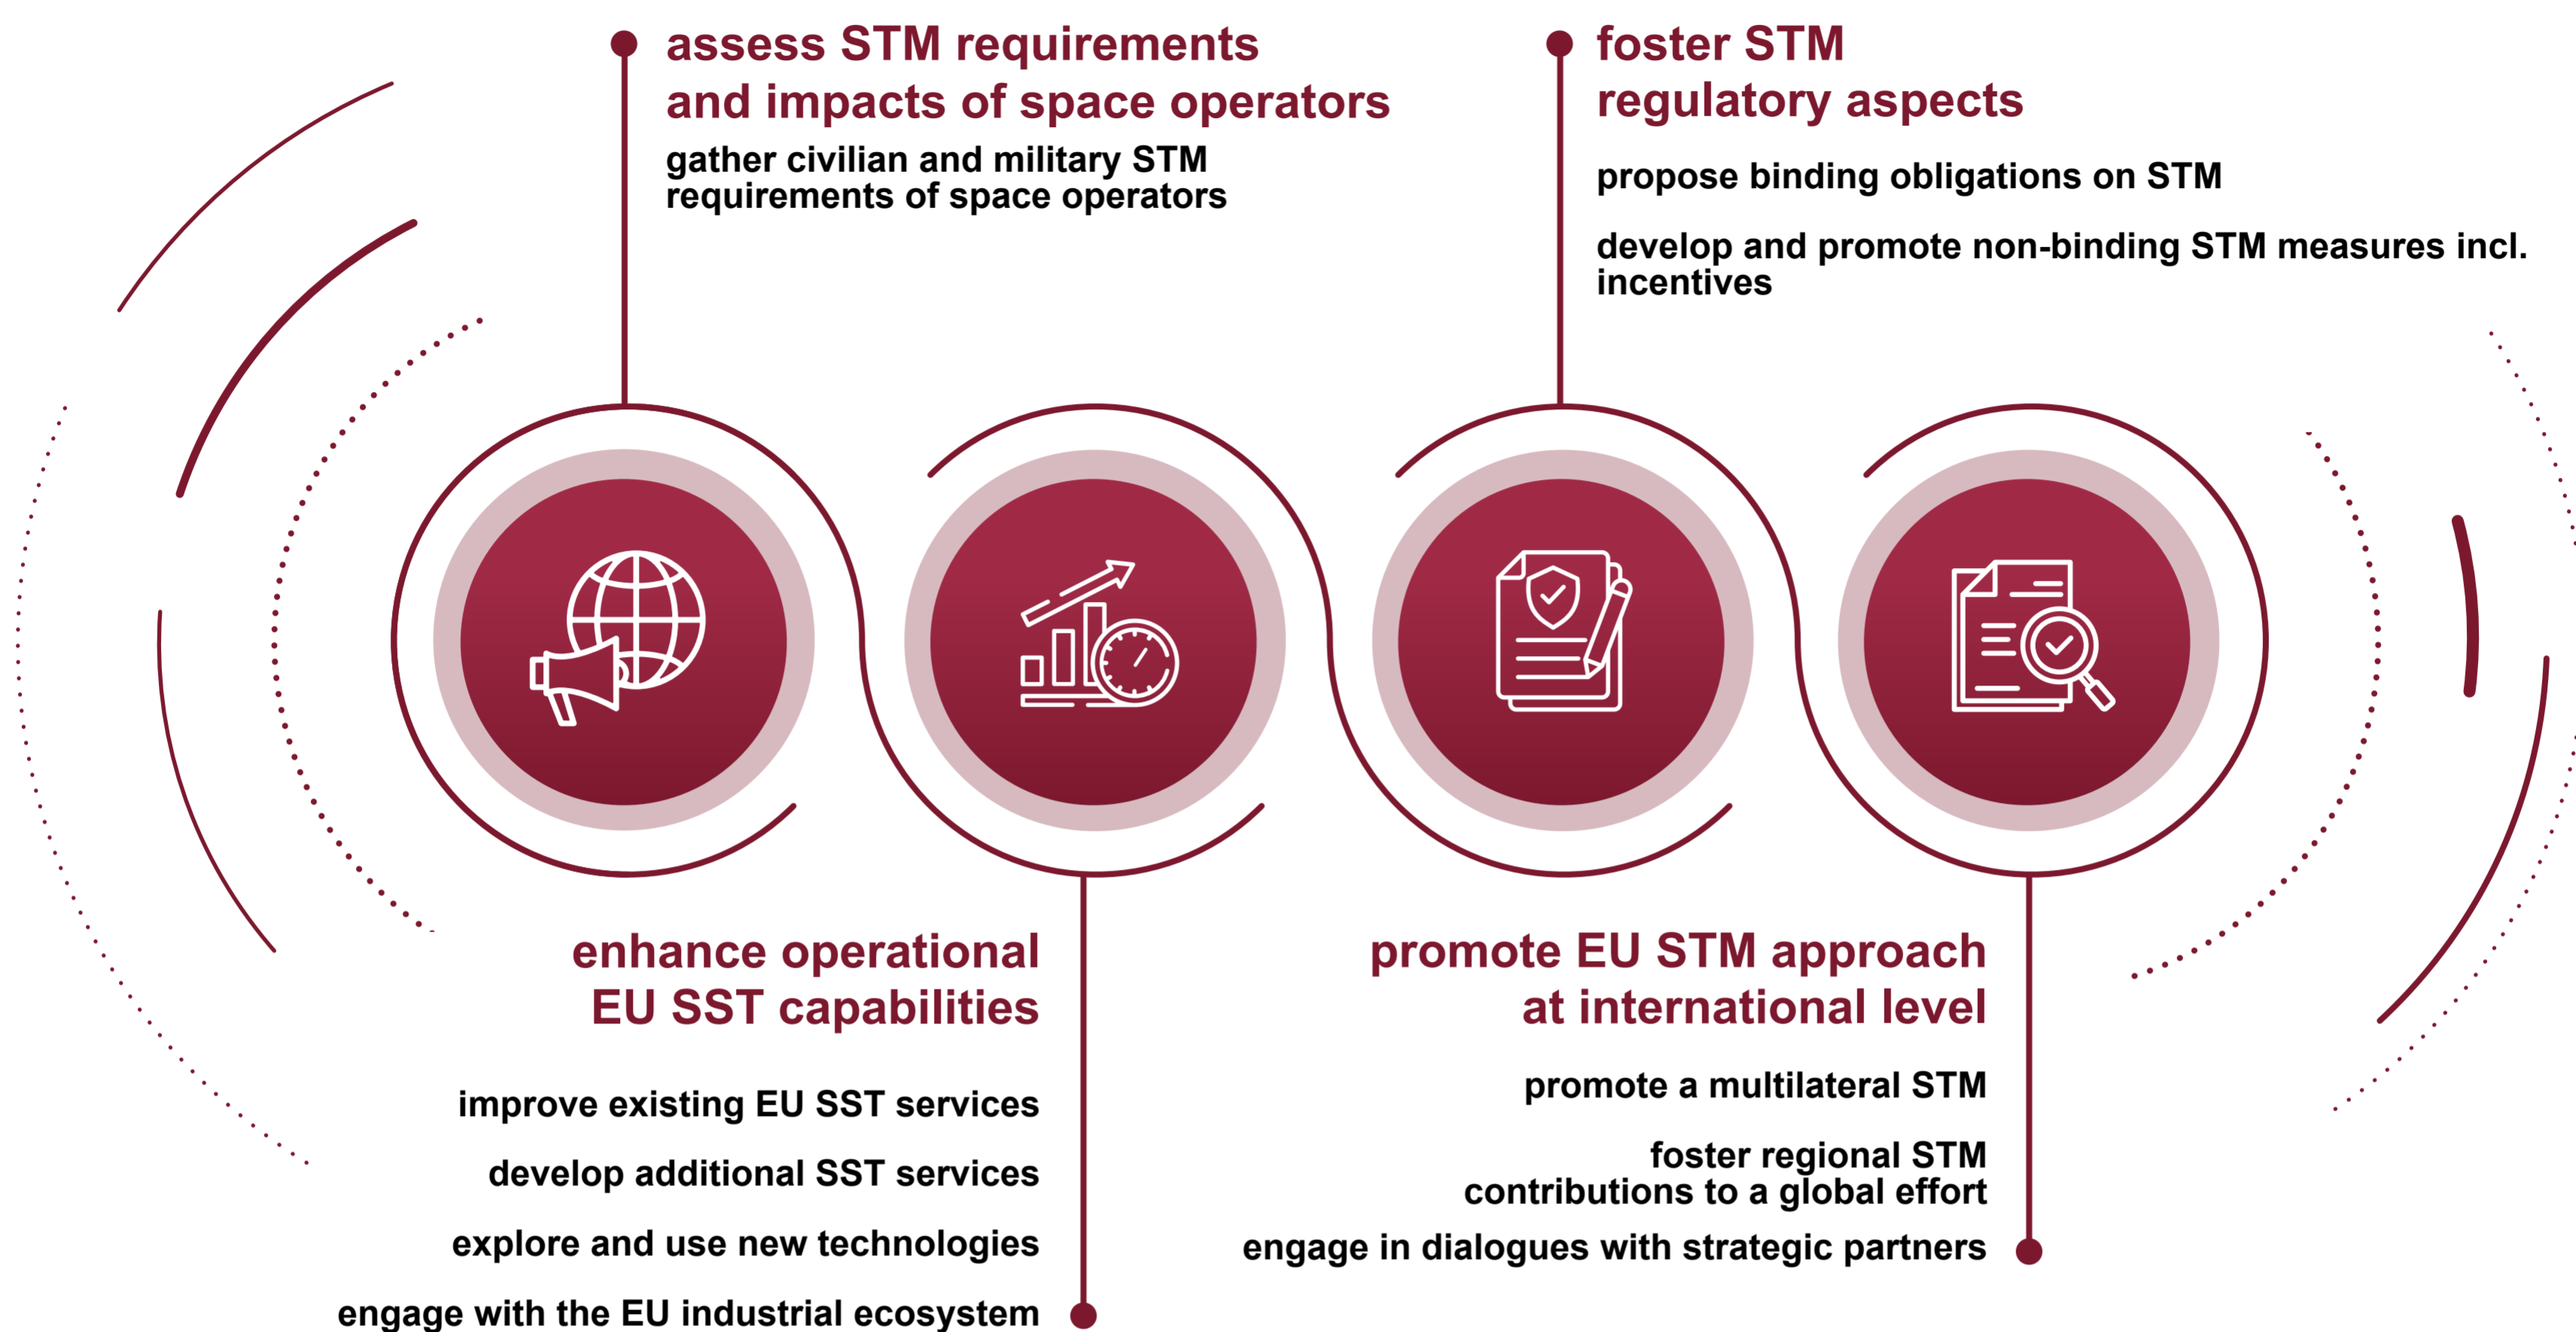 assess STM requirements
and impacts of space operators
gather civilian and military STM
requirements of space operators
foster STM
regulatory aspects
propose binding obligations on STM
develop and promote non-binding STM measures incl.
incentives
enhance operational
EU SST capabilities
improve existing EU SST services
develop additional SST services
explore and use new technologies
engage with the EU industrial ecosystem
promote EU STM approach
at international level
promote a multilateral STM
foster regional STM
contributions to a global effort
engage in dialogues with strategic partners